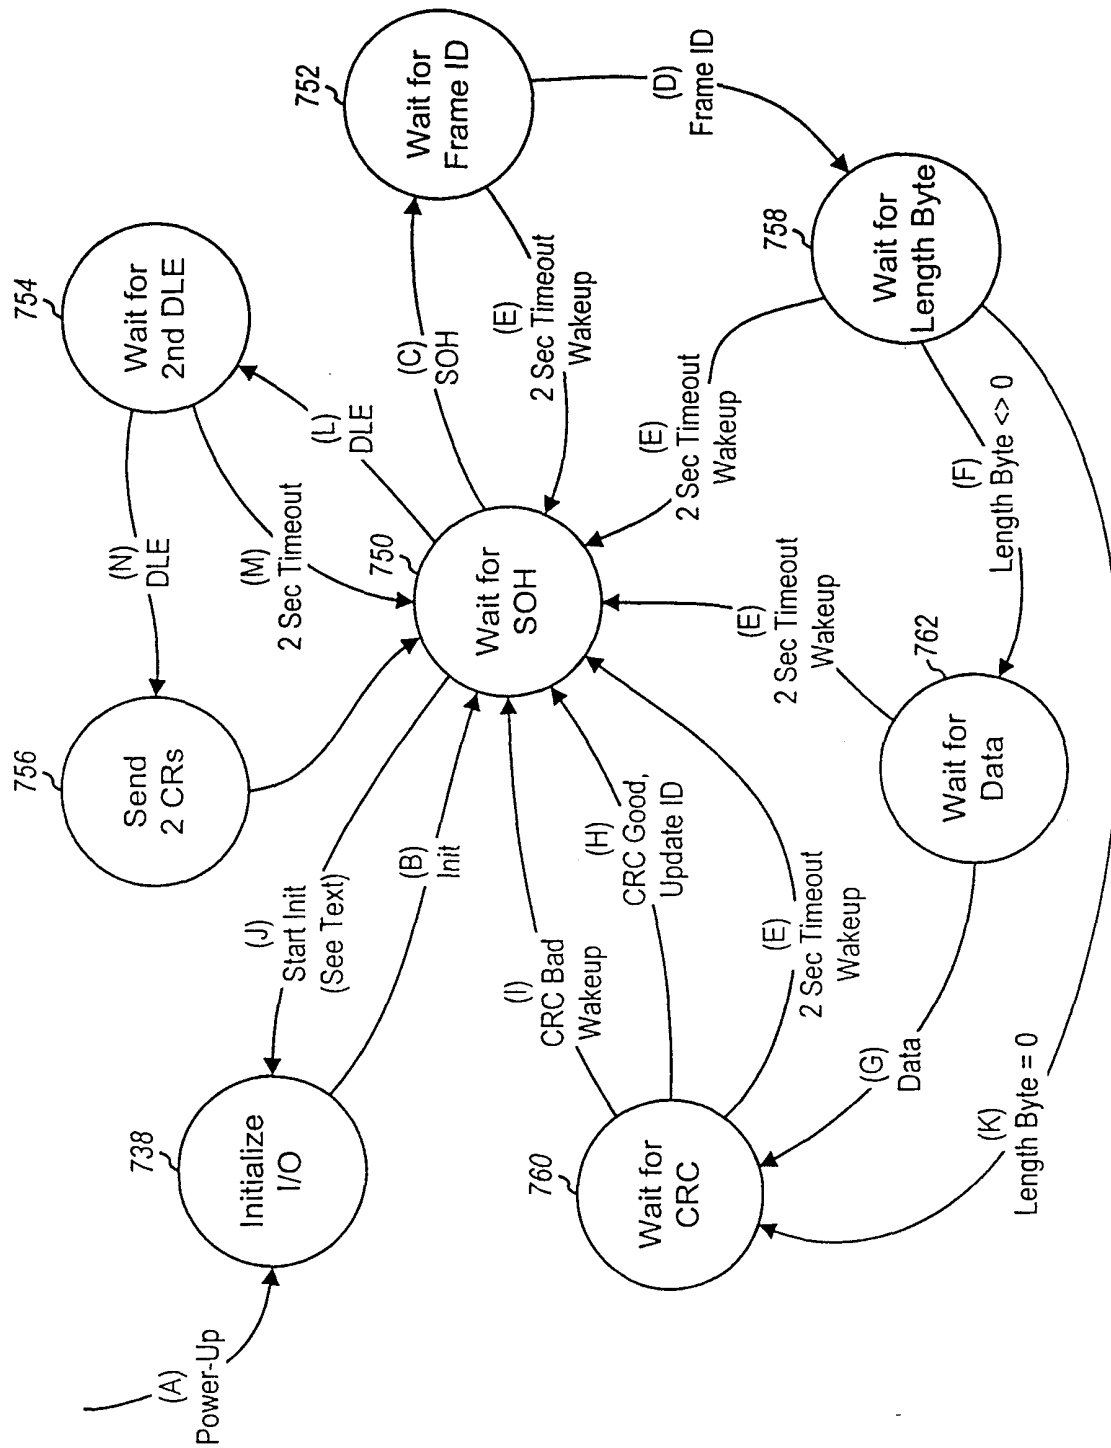 (A)
Power-Up
738
Initialize
I/O
(J)
Start Init
(See Text)
(B)
Init
756
Send
2 CRs
(N)
DLE
(M)
2 Sec Timeout
754
Wait for
2nd DLE
(L)
DLE
750
Wait for
SOH
(C)
SOH
(E)
2 Sec Timeout
Wakeup
752
Wait for
Frame ID
(D)
Frame ID
758
Wait for
Length Byte
(E)
2 Sec Timeout
Wakeup
(F)
Length Byte <> 0
(E)
2 Sec Timeout
Wakeup
762
Wait for
Data
(G)
Data
(K)
Length Byte = 0
760
Wait for
CRC
(I)
CRC Bad
Wakeup
(H)
CRC Good,
Update ID
(E)
2 Sec Timeout
Wakeup